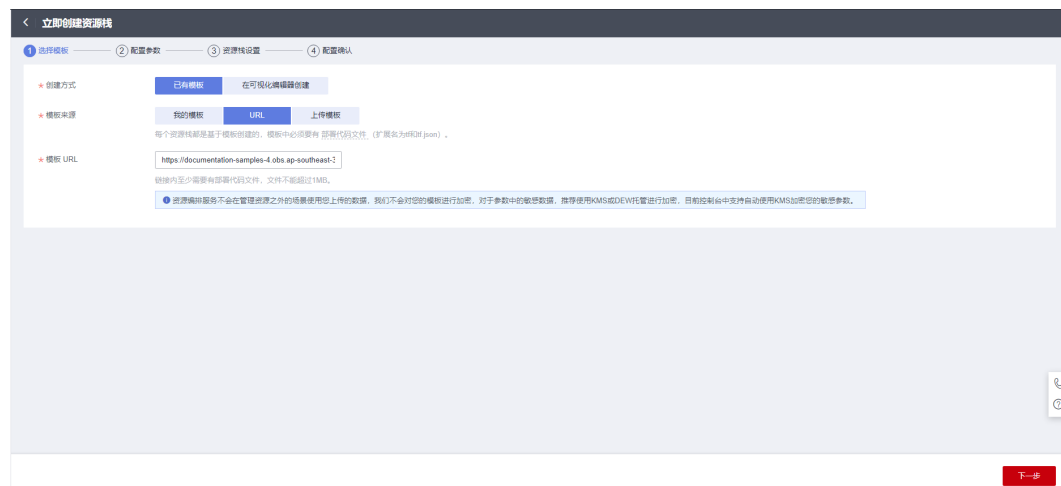 立即创建资源栈
1 选择模板 2 配置参数 3 资源栈设置 4 配置确认
* 创建方式 已有模板 在可视化编辑器创建
* 模板来源 我的模板 URL 上传模板
每个资源栈都是基于模板创建的，模板中必须要有 部署代码文件 （扩展名为tf和tf.json）。
* 模板 URL https://documentation-samples-4.obs.ap-southeast-3
链接内至少需要有部署代码文件，文件不能超过1MB。
资源编排服务不会在管理资源之外的场景使用您上传的数据，我们不会对您的模板进行加密，对于参数中的敏感数据，推荐使用KMS或DEW托管进行加密，目前控制台中支持自动使用KMS加密您的敏感参数。
下一步